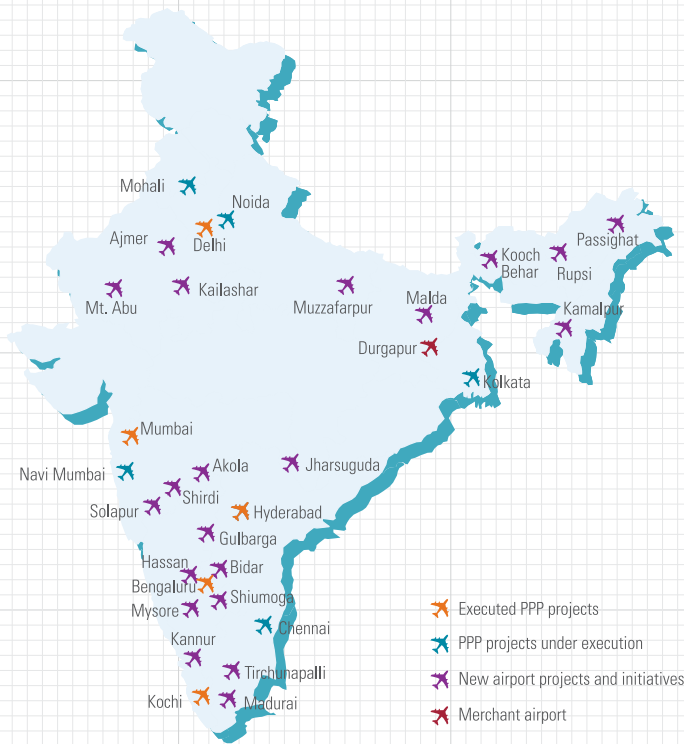 Mohali
Noida
Ajmer
Delhi
Passighat
Kooch
Behar
Rupsi
Mt. Abu
Kailashar
Muzzafarpur
Malda
Kamalpur
Durgapur
Kolkata
Mumbai
Navi Mumbai
Akola
Jharsuguda
Shirdi
Solapur
Hyderabad
Gulbarga
Hassan
Bidar
Bengaluru
Shiumoga
Mysore
Chennai
Kannur
Tirchunapalli
Kochi
Madurai
Executed PPP projects
PPP projects under execution
New airport projects and initiatives
Merchant airport